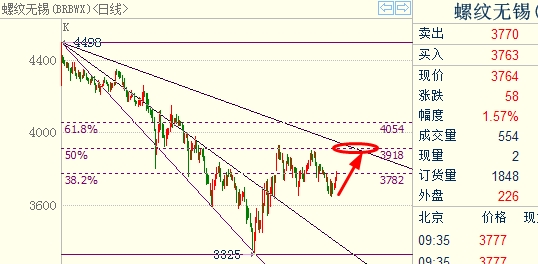 螺纹无锡(BRBWX)<日线>
K
4498
4400
61.8%
4054
4000
50%
3918
38.2%
3782
3600
3325
螺纹无锡(
卖出 3770
买入 3763
现价 3764
涨跌 58
幅度 1.57%
成交量 554
现量 2
订货量 1848
外盘 226
北京 价格 现
09:35 3777
09:35 3777